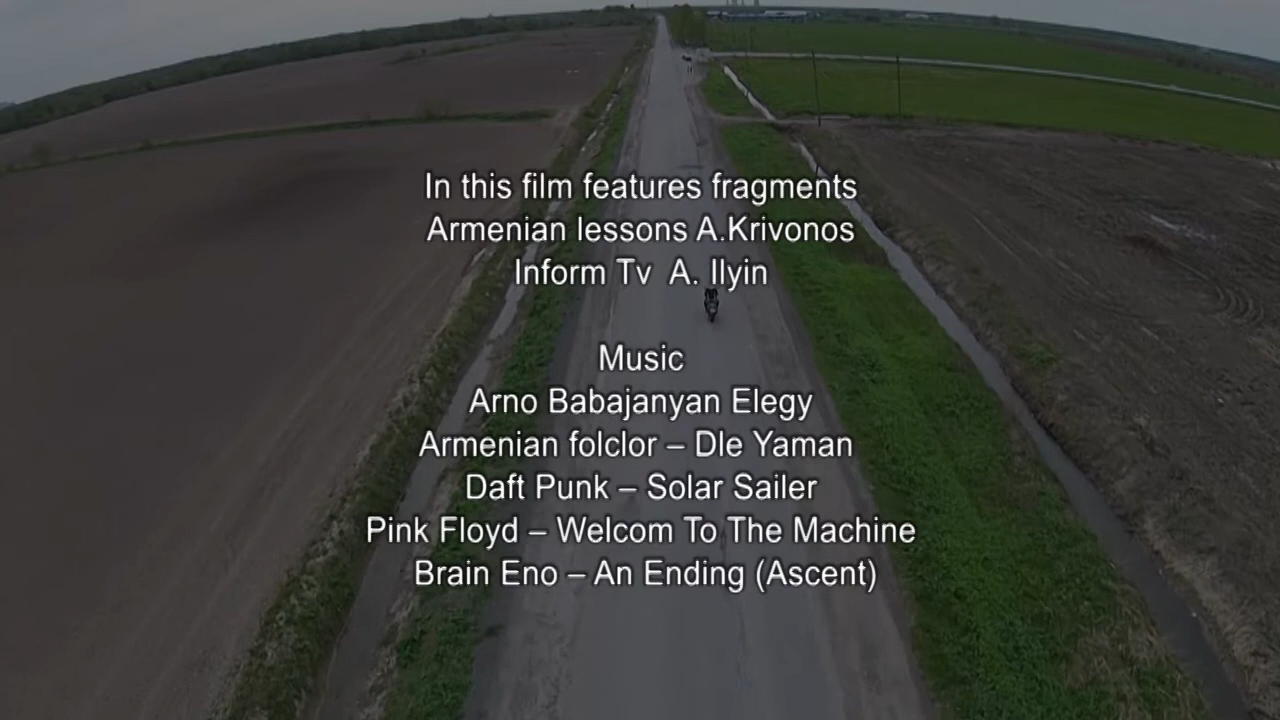 In this film features fragments
Armenian lessons A.Krivonos
Inform Tv A. Ilyin
Music
Arno Babajanyan Elegy
Armenian folclor – Dle Yaman
Daft Punk – Solar Sailer
Pink Floyd – Welcom To The Machine
Brain Eno – An Ending (Ascent)